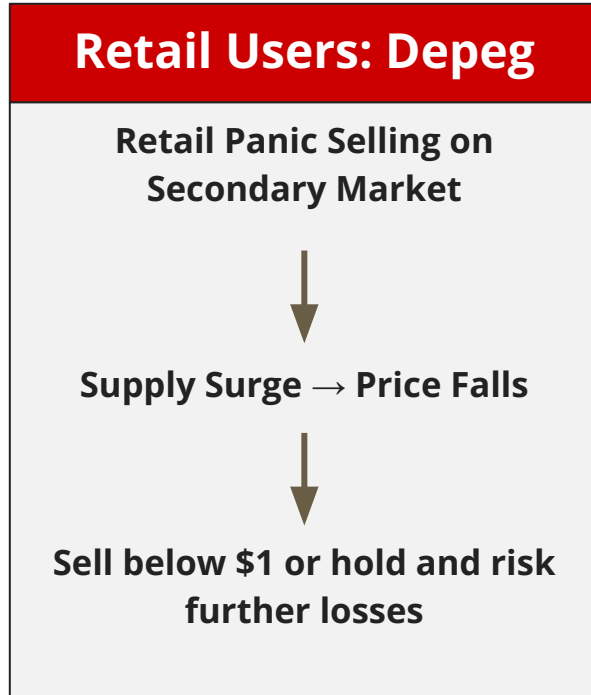 Retail Users: Depeg
Retail Panic Selling on
Secondary Market
Supply Surge → Price Falls
Sell below $1 or hold and risk
further losses